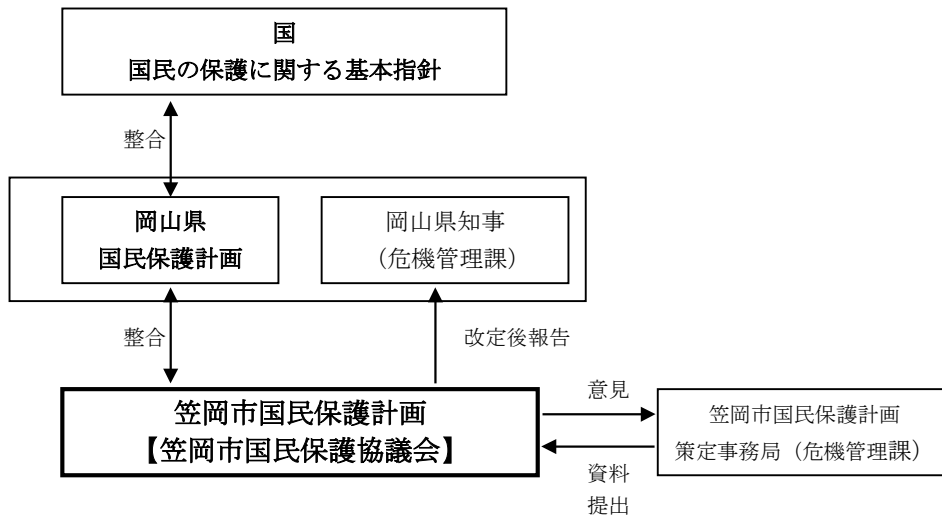 国
国民の保護に関する基本指針
整合
岡山県
国民保護計画
岡山県知事
（危機管理課）
整合
改定後報告
笠岡市国民保護計画
【笠岡市国民保護協議会】
意見
資料
提出
笠岡市国民保護計画
策定事務局（危機管理課）